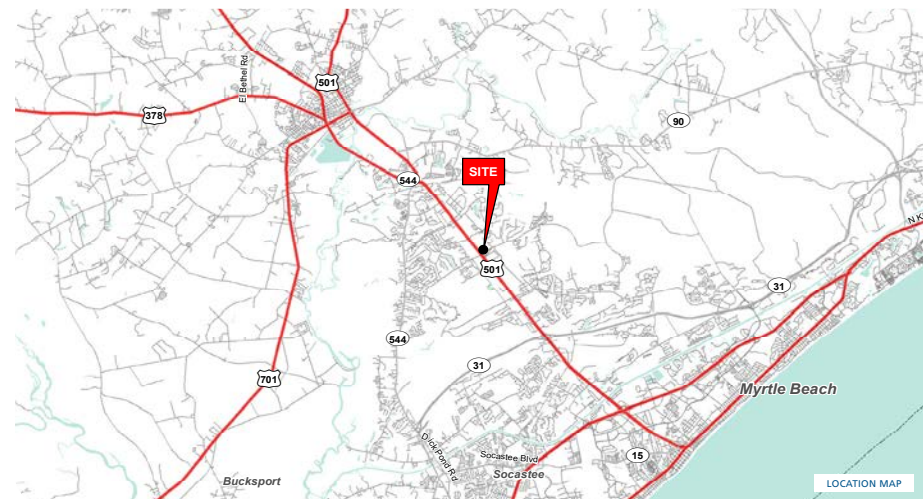 El Bethel Rd
501
378
90
544
SITE
N K
501
31
544
31
701
Myrtle Beach
Dick Pond Rd
Socastee Blvd
15
Socastee
Bucksport
LOCATION MAP